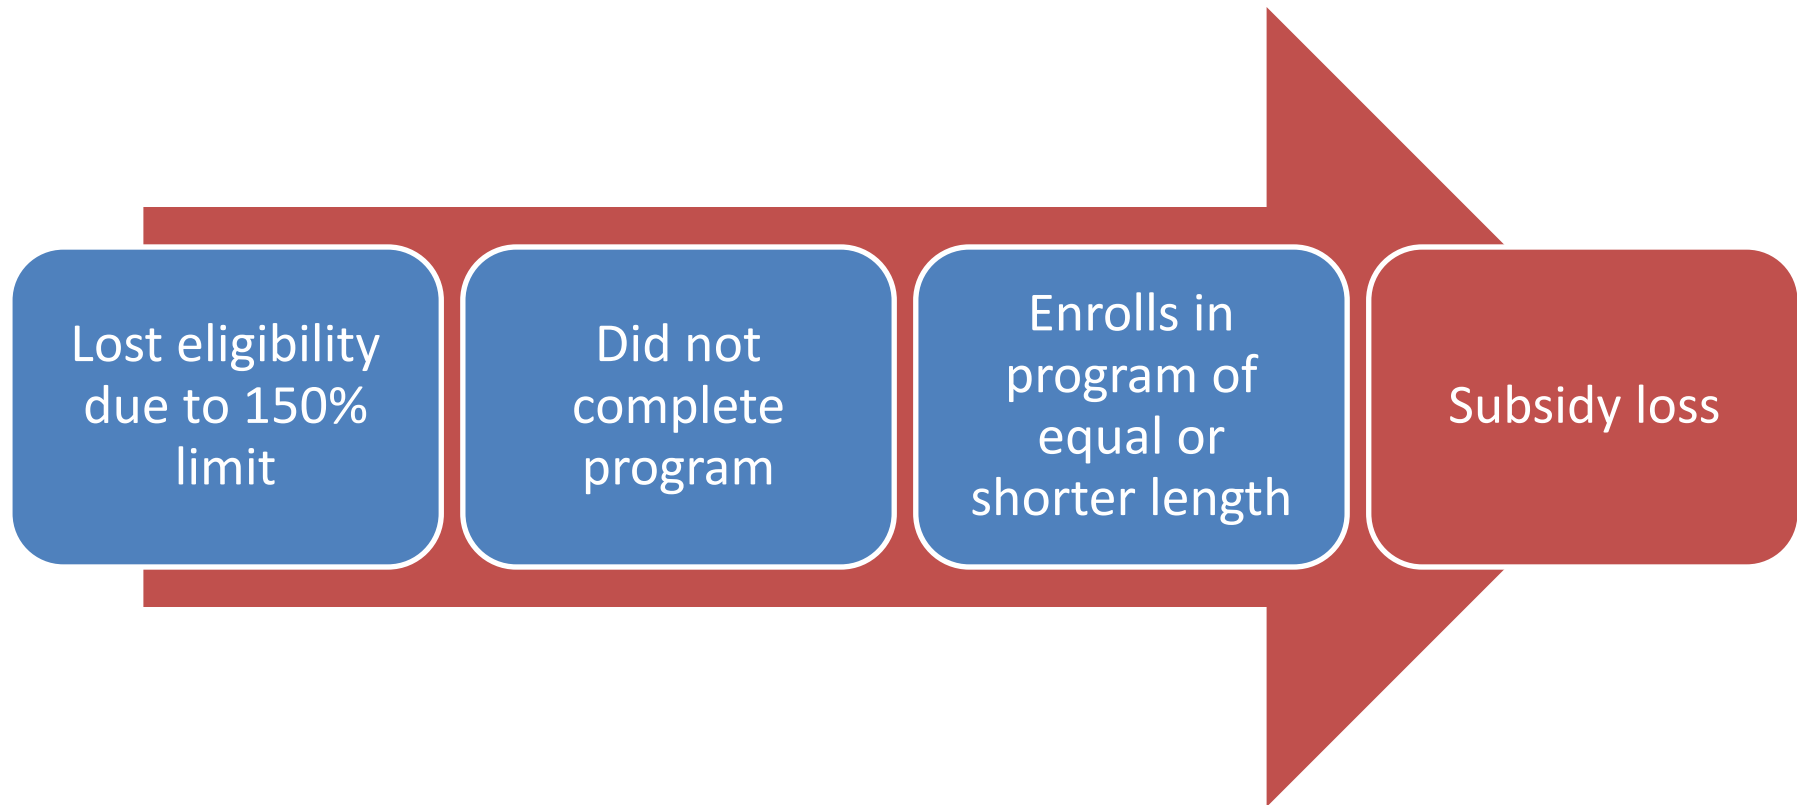 Lost eligibility
due to 150%
limit
Did not
complete
program
Enrolls in
program of
equal or
shorter length
Subsidy loss